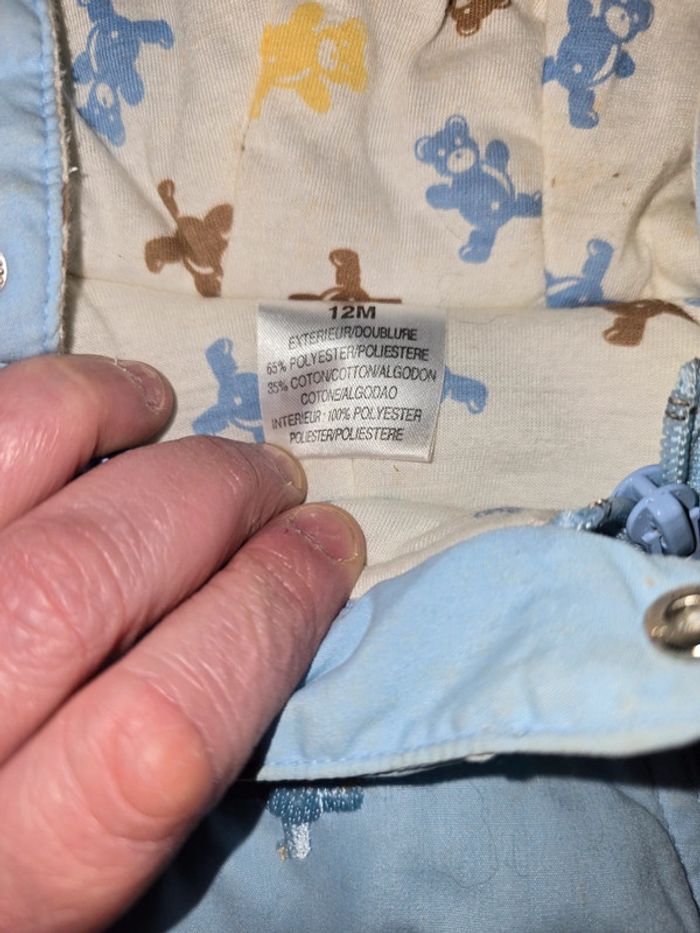 12M
EXTERIEUR/DOUBLURE
65% POLYESTER/POLIESTERE
35% COTON/COTTON/ALGODON
COTONE/ALGODAO
INTERIEUR : 100% POLYESTER
POLIESTER/POLIESTERE